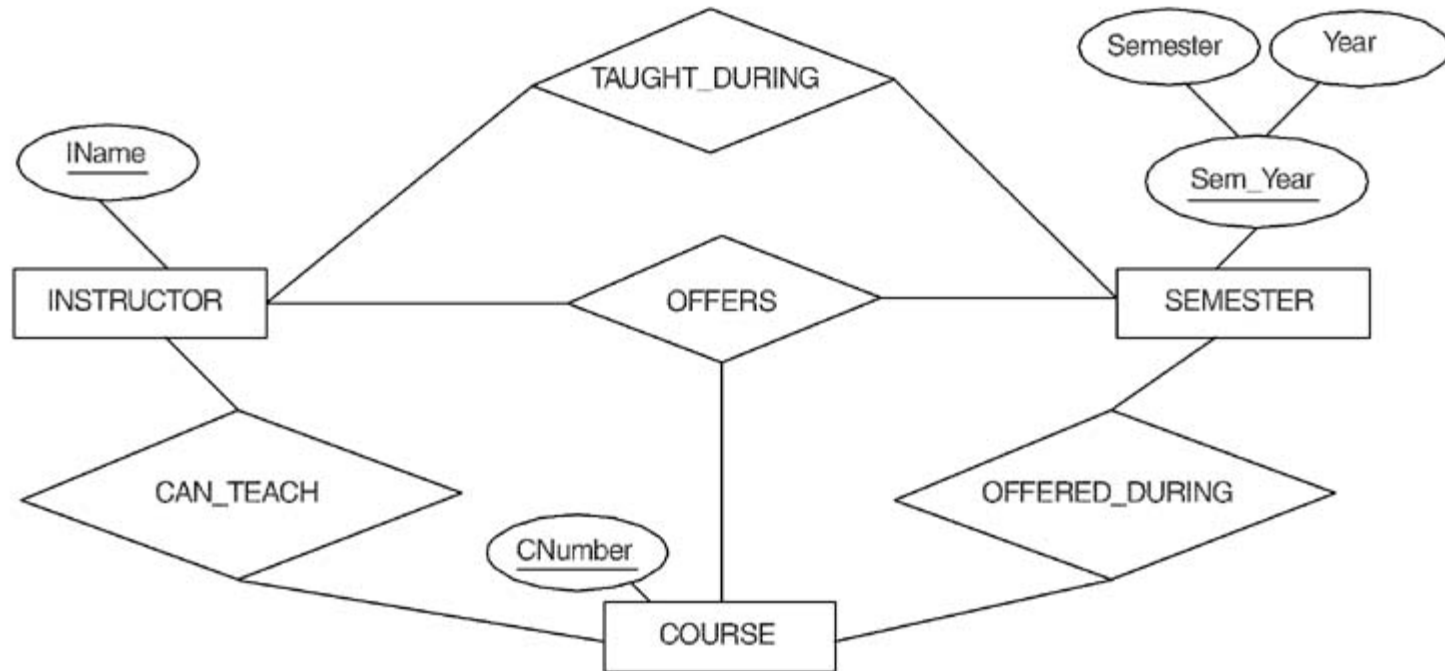 Semester
Year
TAUGHT_DURING
IName
Sem_Year
INSTRUCTOR
OFFERS
SEMESTER
CAN_TEACH
OFFERED_DURING
CNumber
COURSE